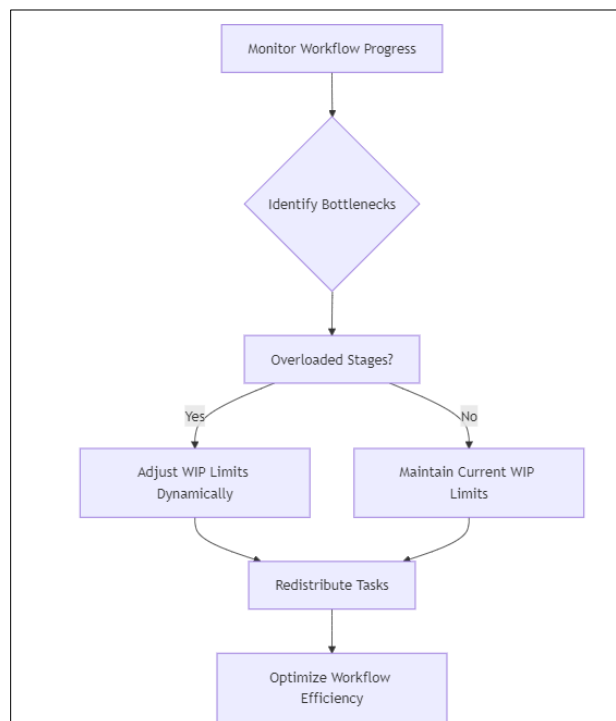 Monitor Workflow Progress
Identify Bottlenecks
Overloaded Stages?
Yes
No
Adjust WIP Limits
Dynamically
Maintain Current WIP
Limits
Redistribute Tasks
Optimize Workflow
Efficiency